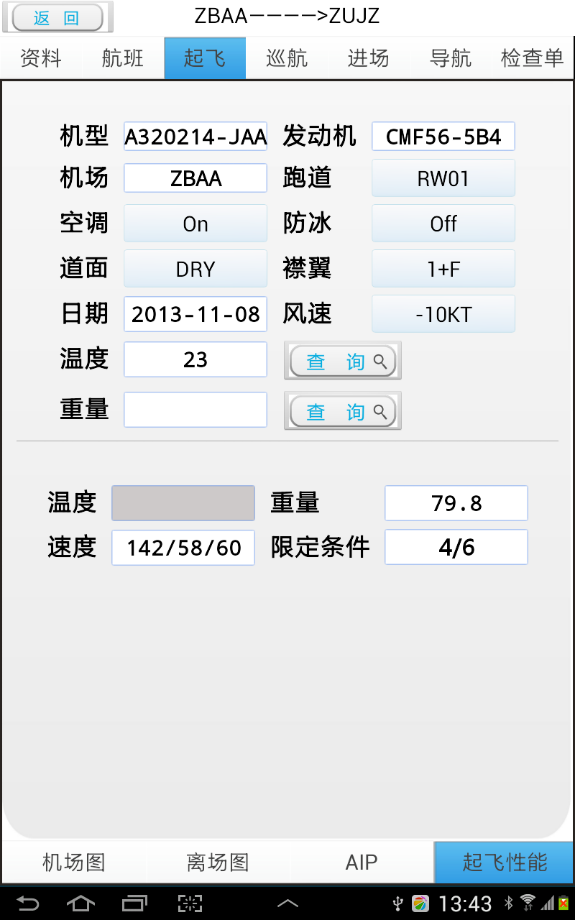 返 回 ZBAA————>ZUJZ
资料 航班 起飞 巡航 进场 导航 检查单
机型 A320214-JAA 发动机 CMF56-5B4
机场 ZBAA 跑道 RW01
空调 On 防冰 Off
道面 DRY 襟翼 1+F
日期 2013-11-08 风速 -10KT
温度 23 查 询
重量 查 询
温度 重量 79.8
速度 142/58/60 限定条件 4/6
机场图 离场图 AIP 起飞性能
13:43